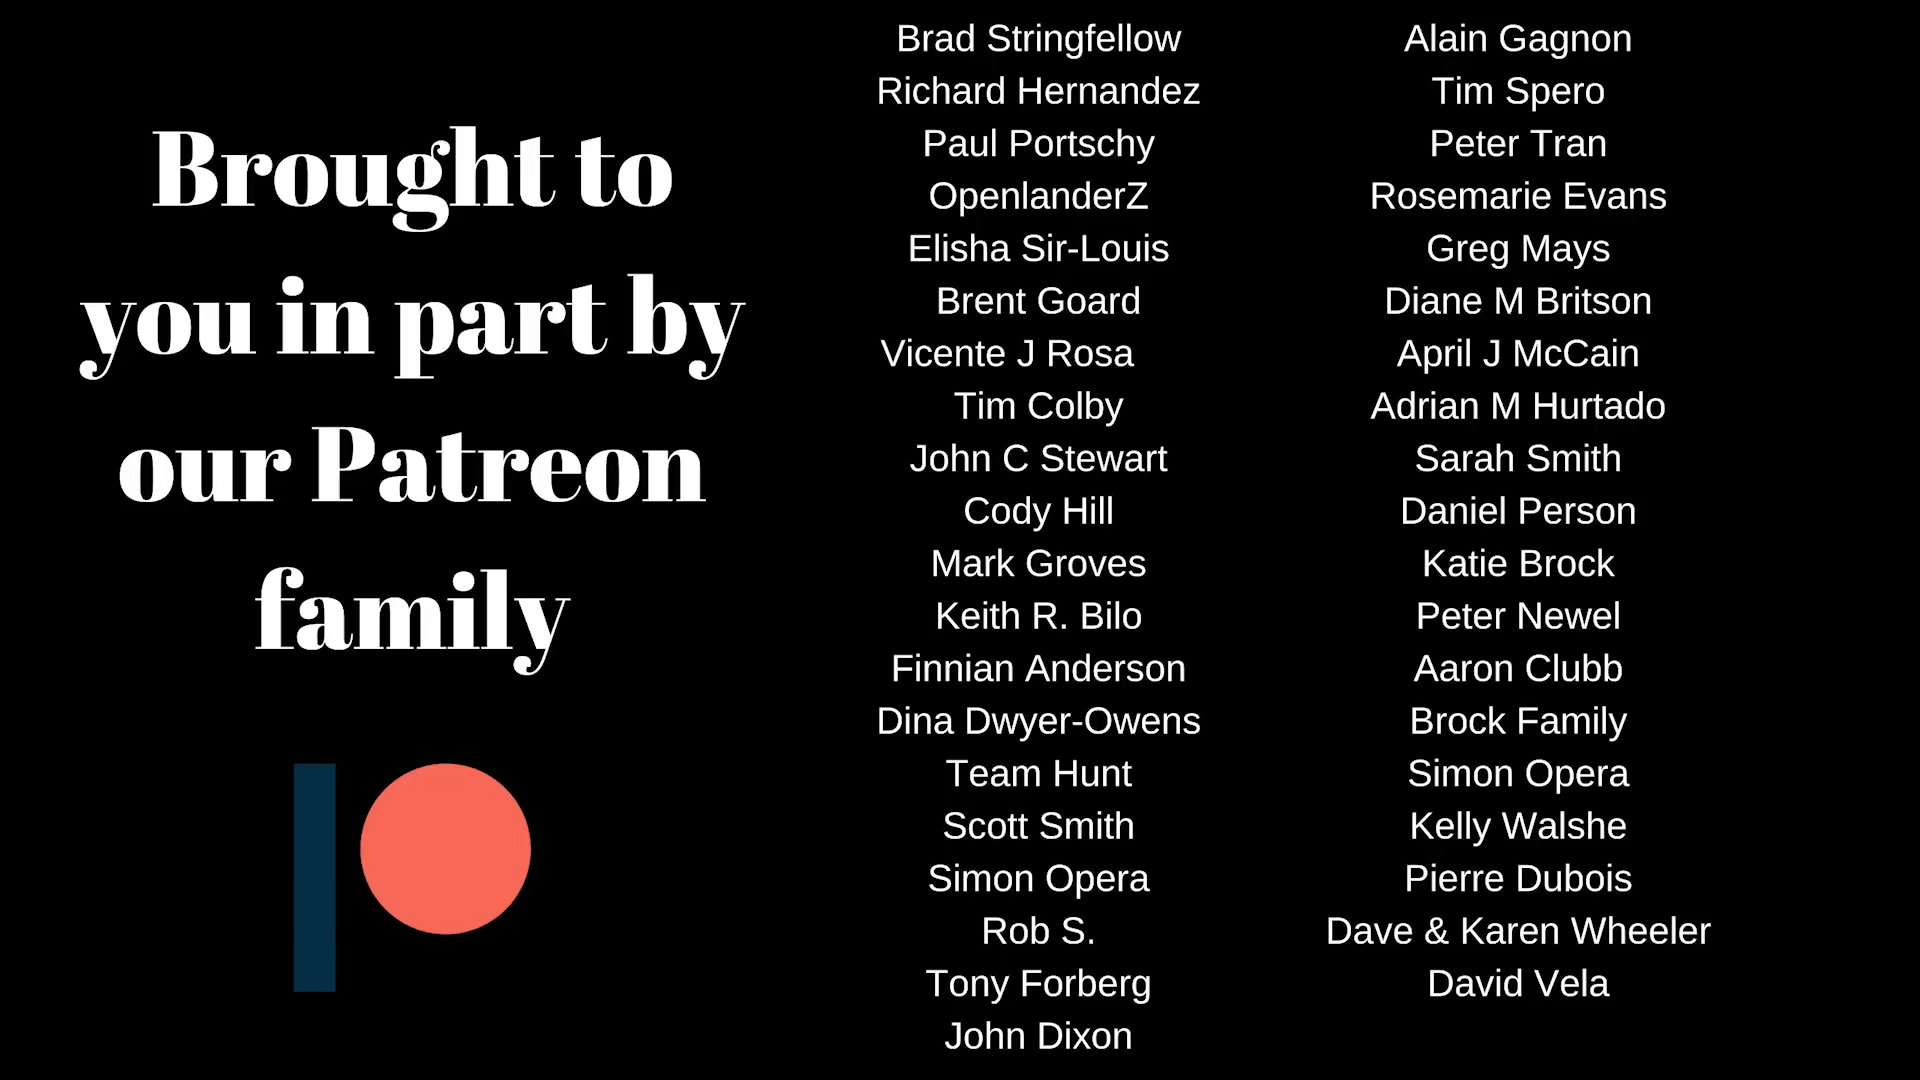 Brought to
you in part by
our Patreon
family
Brad Stringfellow
Richard Hernandez
Paul Portschy
OpenlanderZ
Elisha Sir-Louis
Brent Goard
Vicente J Rosa
Tim Colby
John C Stewart
Cody Hill
Mark Groves
Keith R. Bilo
Finnian Anderson
Dina Dwyer-Owens
Team Hunt
Scott Smith
Simon Opera
Rob S.
Tony Forberg
John Dixon
Alain Gagnon
Tim Spero
Peter Tran
Rosemarie Evans
Greg Mays
Diane M Britson
April J McCain
Adrian M Hurtado
Sarah Smith
Daniel Person
Katie Brock
Peter Newel
Aaron Clubb
Brock Family
Simon Opera
Kelly Walshe
Pierre Dubois
Dave & Karen Wheeler
David Vela